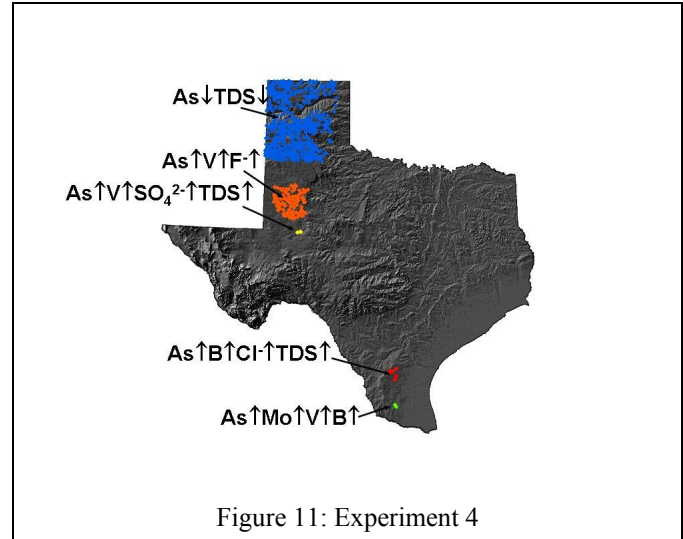 As↓TDS↓
As↑V↑F⁻↑
As↑V↑SO₄²⁻↑TDS↑
As↑B↑Cl⁻↑TDS↑
As↑Mo↑V↑B↑
Figure 11: Experiment 4